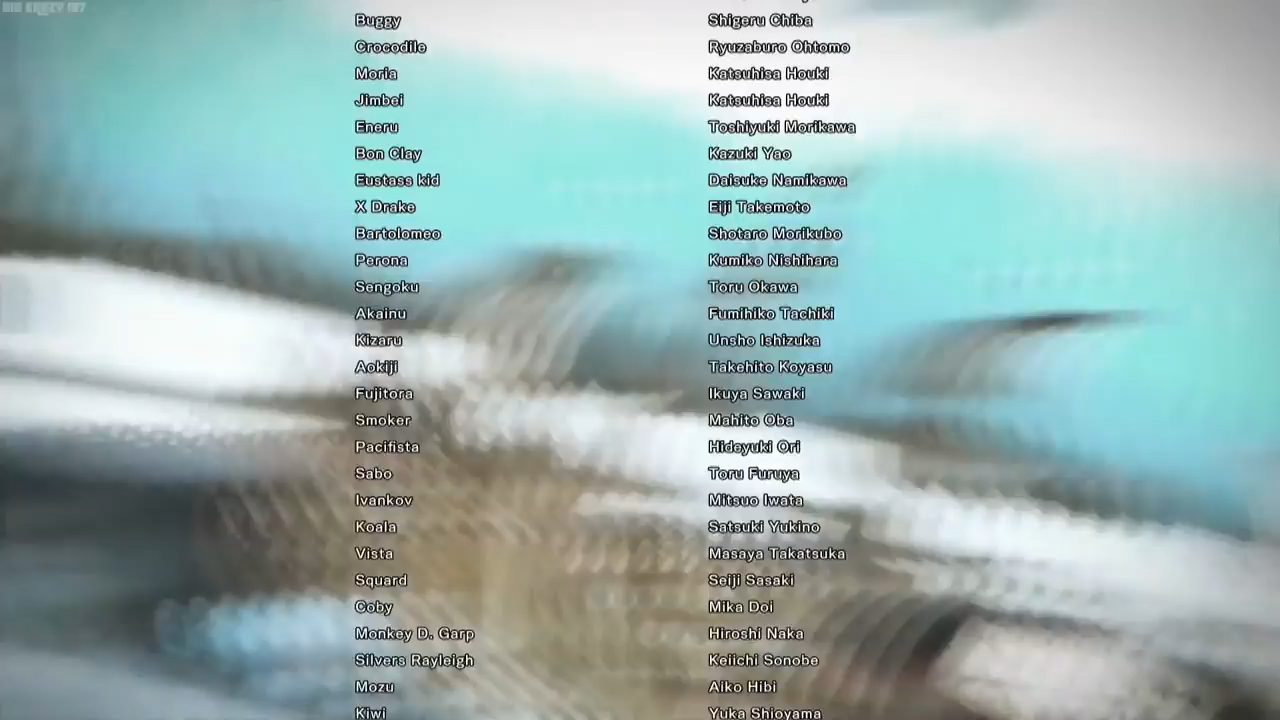 BIG CRAZY 187
Buggy Shigeru Chiba
Crocodile Ryuzaburo Ohtomo
Moria Katsuhisa Houki
Jimbei Katsuhisa Houki
Eneru Toshiyuki Morikawa
Bon Clay Kazuki Yao
Eustass kid Daisuke Namikawa
X Drake Eiji Takemoto
Bartolomeo Shotaro Morikubo
Perona Kumiko Nishihara
Sengoku Toru Okawa
Akainu Fumihiko Tachiki
Kizaru Unsho Ishizuka
Aokiji Takehito Koyasu
Fujitora Ikuya Sawaki
Smoker Mahito Oba
Pacifista Hideyuki Ori
Sabo Toru Furuya
Ivankov Mitsuo Iwata
Koala Satsuki Yukino
Vista Masaya Takatsuka
Squard Seiji Sasaki
Coby Mika Doi
Monkey D. Garp Hiroshi Naka
Silvers Rayleigh Keiichi Sonobe
Mozu Aiko Hibi
Kiwi Yuka Shioyama